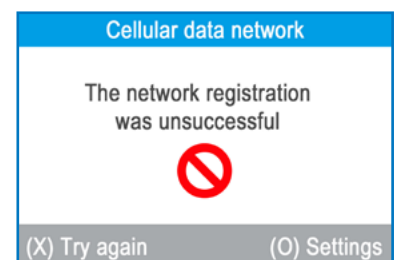 Cellular data network
The network registration
was unsuccessful
(X) Try again (O) Settings